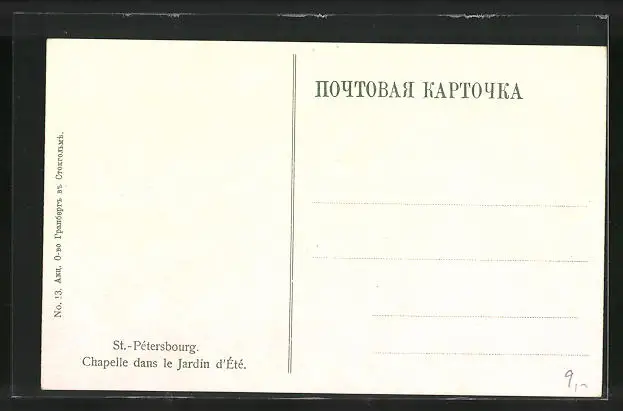 ПОЧТОВАЯ КАРТОЧКА
No. 13. Акц. О-во Гранбергъ въ Стокгольмѣ.
St.-Pétersbourg.
Chapelle dans le Jardin d'Été.
9,-